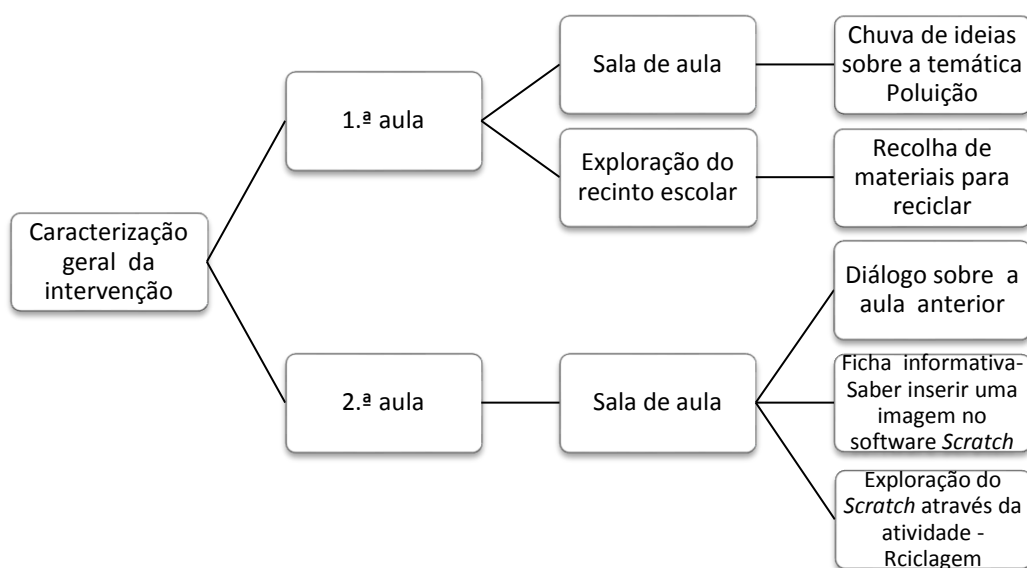 Caracterização
geral da
intervenção
1.ª aula
Sala de aula
Chuva de ideias
sobre a temática
Poluição
Exploração do
recinto escolar
Recolha de
materiais para
reciclar
2.ª aula
Sala de aula
Diálogo sobre a
aula anterior
Ficha informativa-
Saber inserir uma
imagem no
software Scratch
Exploração do
Scratch através da
atividade -
Rciclagem